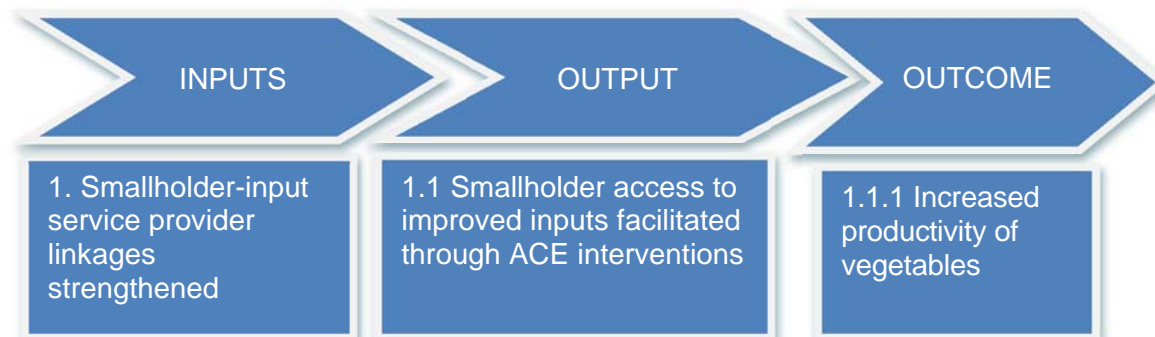 INPUTS
OUTPUT
OUTCOME
1. Smallholder-input
service provider
linkages
strengthened
1.1 Smallholder access to
improved inputs facilitated
through ACE interventions
1.1.1 Increased
productivity of
vegetables